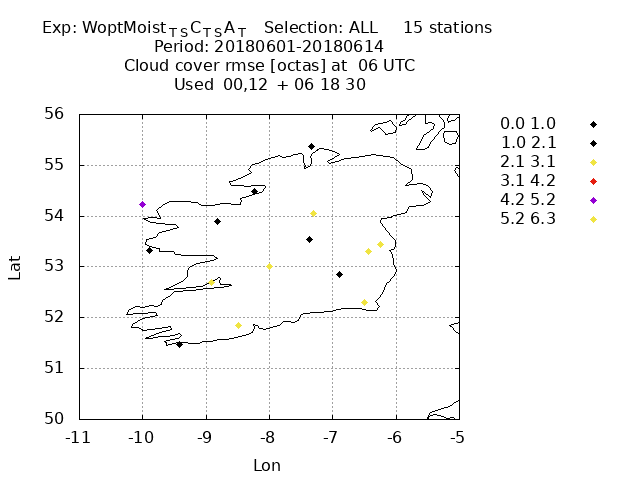 Exp: WoptMoist_TS C_TS A_T   Selection: ALL     15 stations
Period: 20180601-20180614
Cloud cover rmse [octas] at  06 UTC
Used  00,12  + 06 18 30
56
55
54
53
52
51
50
-11 -10 -9 -8 -7 -6 -5
Lat
Lon
0.0 1.0
1.0 2.1
2.1 3.1
3.1 4.2
4.2 5.2
5.2 6.3